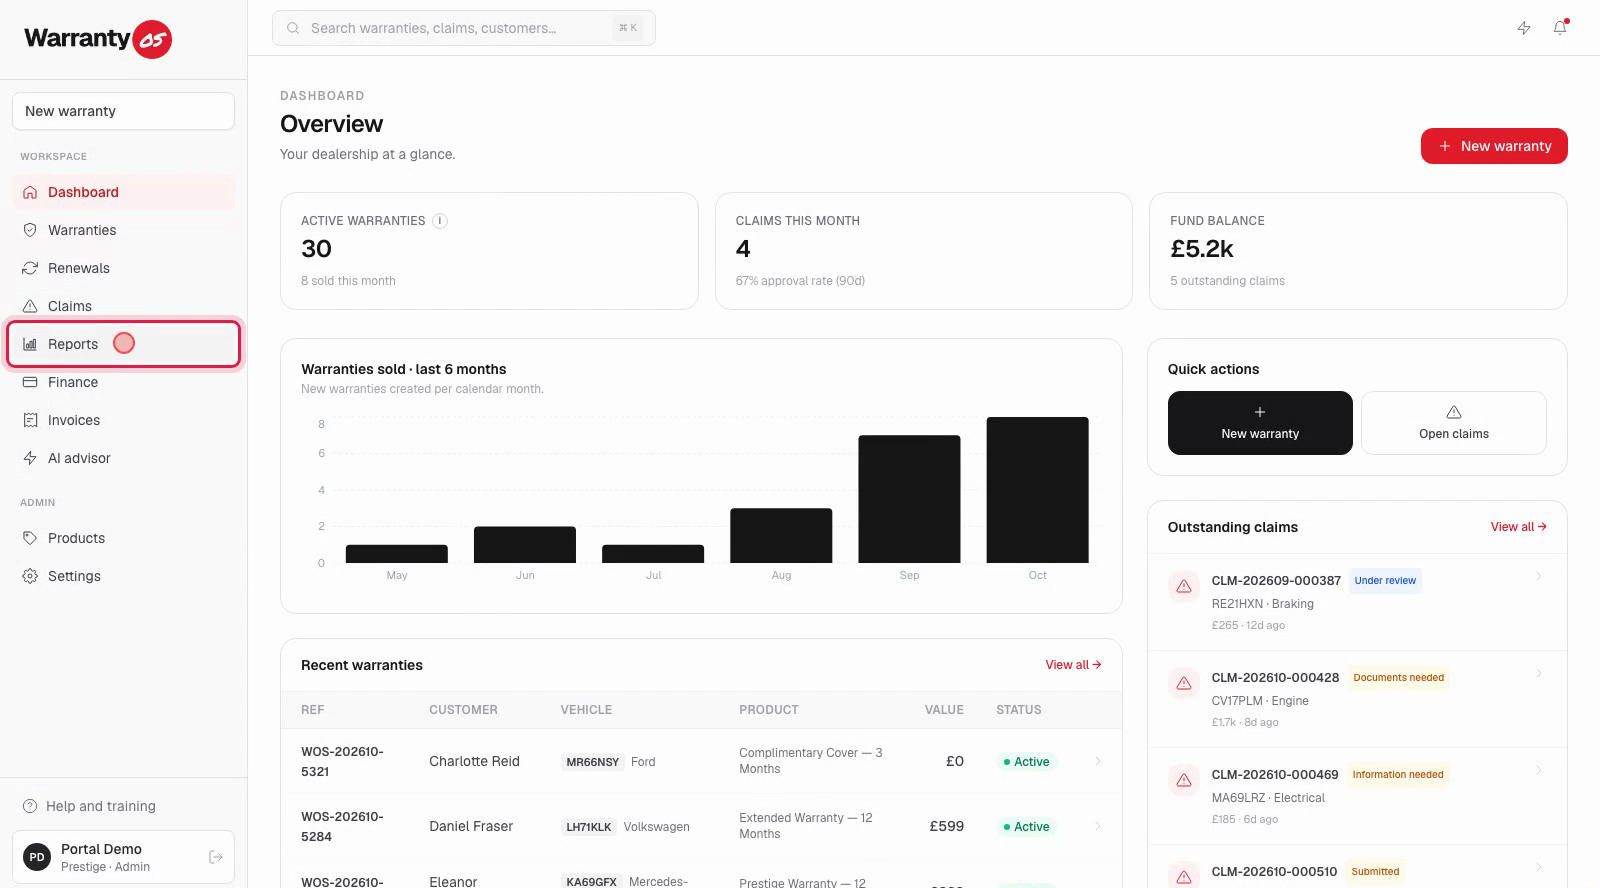 Warranty OS
Search warranties, claims, customers...
⌘ K
New warranty
WORKSPACE
Dashboard
Warranties
Renewals
Claims
Reports
Finance
Invoices
AI advisor
ADMIN
Products
Settings
Help and training
PD
Portal Demo
Prestige · Admin
DASHBOARD
Overview
Your dealership at a glance.
+ New warranty
ACTIVE WARRANTIES i
30
8 sold this month
CLAIMS THIS MONTH
4
67% approval rate (90d)
FUND BALANCE
£5.2k
5 outstanding claims
Warranties sold · last 6 months
New warranties created per calendar month.
8
6
4
2
0
May Jun Jul Aug Sep Oct
Quick actions
New warranty
Open claims
Recent warranties
View all →
REF CUSTOMER VEHICLE PRODUCT VALUE STATUS
WOS-202610-5321 Charlotte Reid MR66NSY Ford Complimentary Cover — 3 Months £0 Active
WOS-202610-5284 Daniel Fraser LH71KLK Volkswagen Extended Warranty — 12 Months £599 Active
WOS-202610- Eleanor KA69GFX Mercedes- Prestige Warranty — 12
Outstanding claims
View all →
CLM-202609-000387 Under review
RE21HXN · Braking
£265 · 12d ago
CLM-202610-000428 Documents needed
CV17PLM · Engine
£1.7k · 8d ago
CLM-202610-000469 Information needed
MA69LRZ · Electrical
£185 · 6d ago
CLM-202610-000510 Submitted